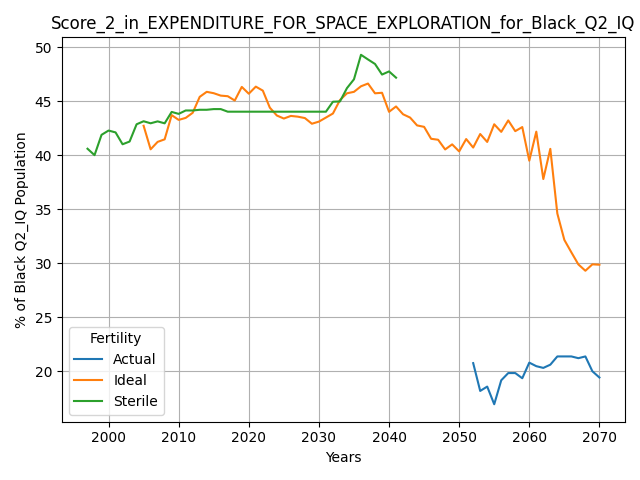 Score_2_in_EXPENDITURE_FOR_SPACE_EXPLORATION_for_Black_Q2_IQ
% of Black Q2_IQ Population
50
45
40
35
30
25
20
Fertility
Actual
Ideal
Sterile
2000 2010 2020 2030 2040 2050 2060 2070
Years